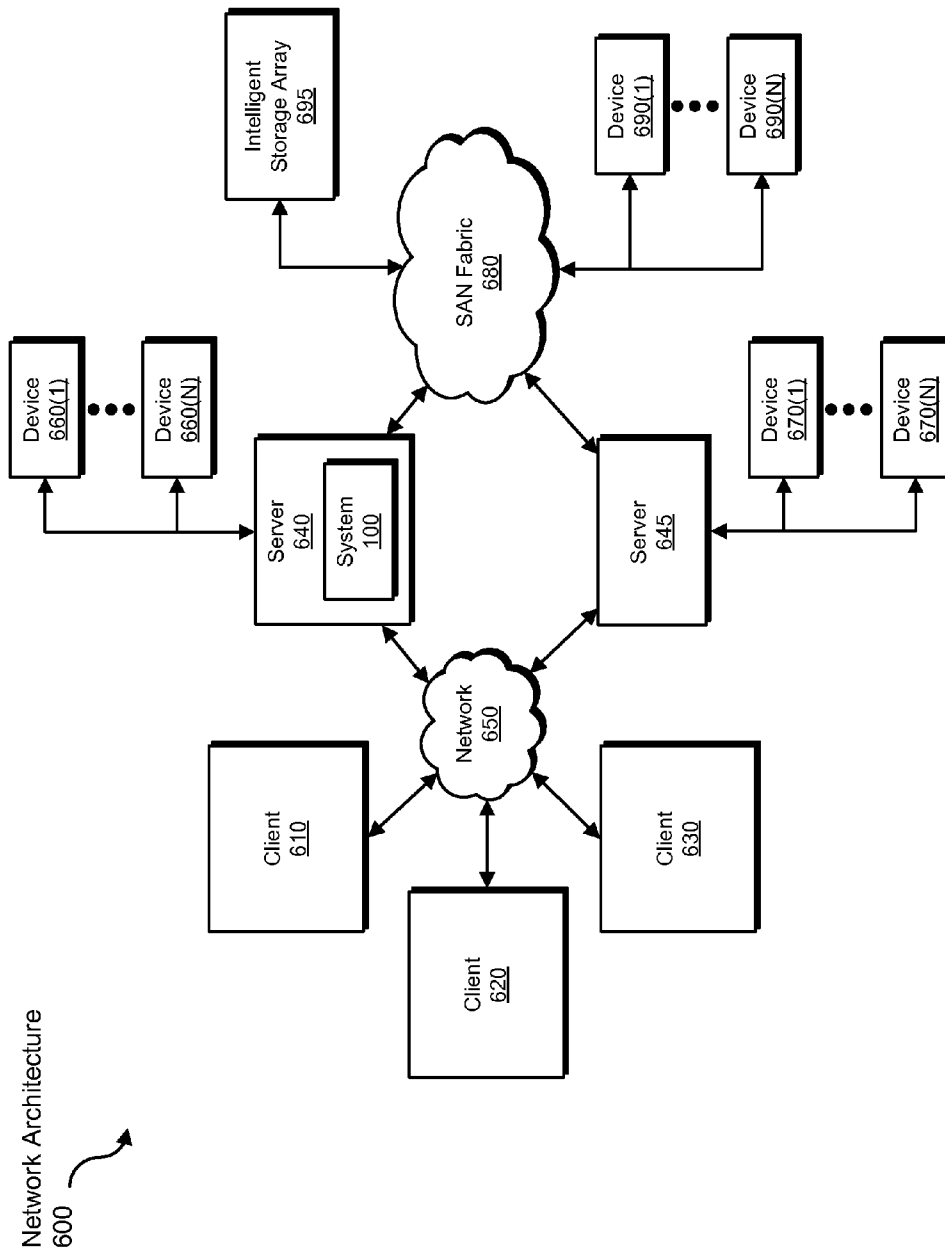 Network Architecture
600
Client
610
Client
620
Client
630
Network
650
Server
640
System
100
Server
645
Device
660(1)
Device
660(N)
Device
670(1)
Device
670(N)
SAN Fabric
680
Intelligent
Storage Array
695
Device
690(1)
Device
690(N)